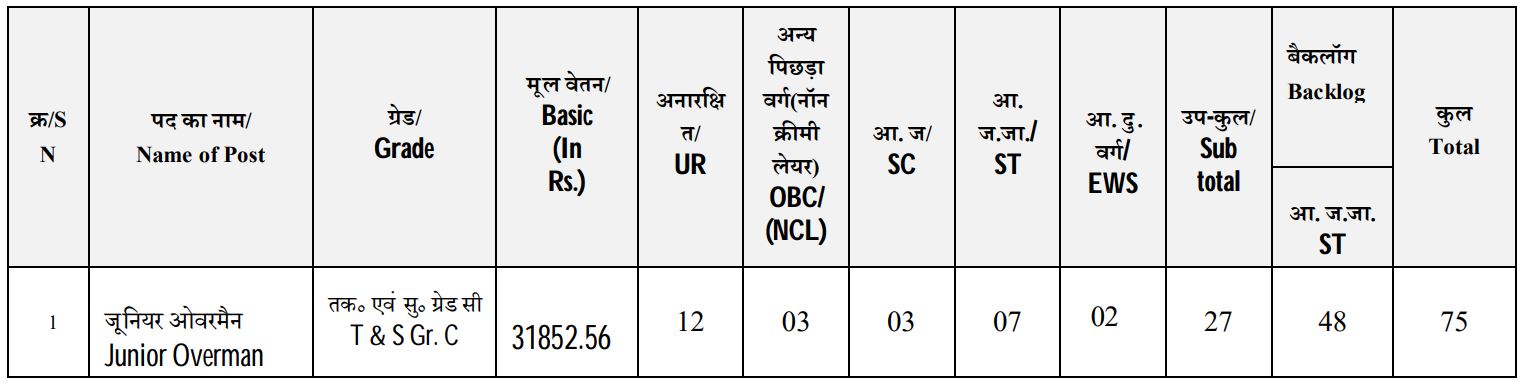 क्र/S
N
पद का नाम/
Name of Post
ग्रेड/
Grade
मूल वेतन/
Basic
(In
Rs.)
अनारक्षि
त/
UR
अन्य
पिछड़ा
वर्ग(नॉन
क्रीमी
लेयर)
OBC/
(NCL)
आ. ज/
SC
आ.
ज.जा./
ST
आ. दु .
वर्ग/
EWS
उप-कुल/
Sub
total
बैकलॉग
Backlog
आ. ज.जा.
ST
कुल
Total
1
जूनियर ओवरमैन
Junior Overman
तक॰ एवं सु॰ ग्रेड सी
T & S Gr. C
31852.56
12
03
03
07
02
27
48
75